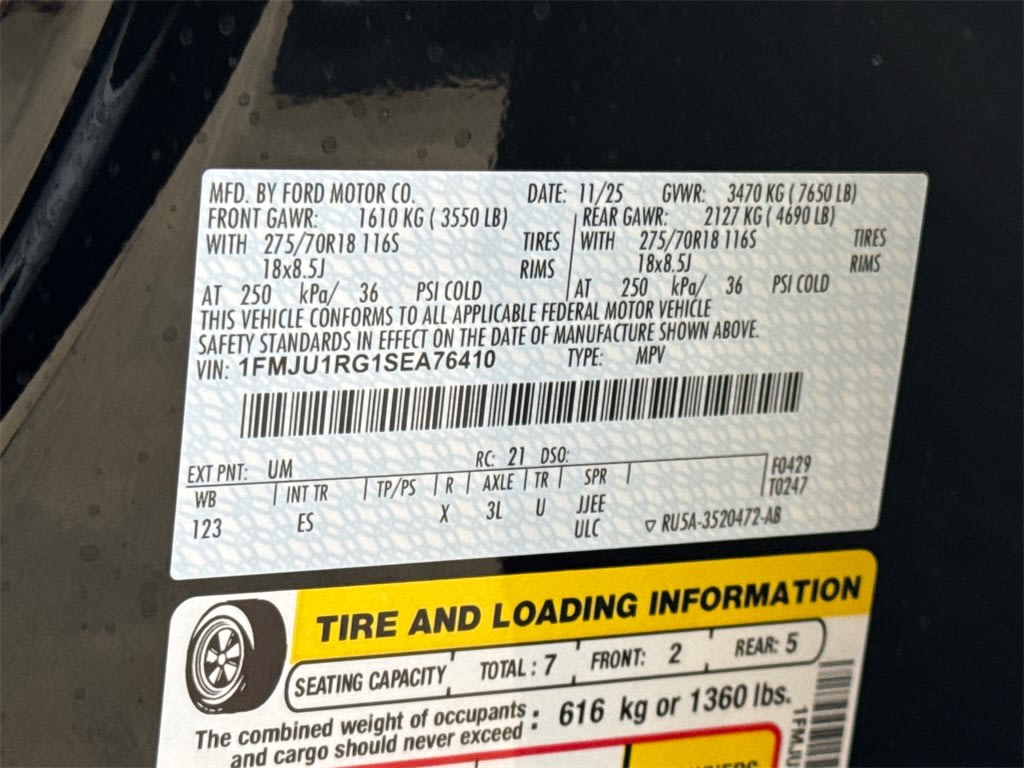 MFD. BY FORD MOTOR CO. DATE: 11/25 GVWR: 3470 KG ( 7650 LB)
FRONT GAWR: 1610 KG ( 3550 LB) REAR GAWR: 2127 KG ( 4690 LB)
WITH 275/70R18 116S TIRES WITH 275/70R18 116S TIRES
18x8.5J RIMS 18x8.5J RIMS
AT 250 kPa/ 36 PSI COLD AT 250 kPa/ 36 PSI COLD
THIS VEHICLE CONFORMS TO ALL APPLICABLE FEDERAL MOTOR VEHICLE
SAFETY STANDARDS IN EFFECT ON THE DATE OF MANUFACTURE SHOWN ABOVE.
VIN: 1FMJU1RG1SEA76410 TYPE: MPV
EXT PNT: UM RC: 21 DSO: F0429
WB INT TR TP/PS R AXLE TR SPR T0247
123 ES X 3L U JJEE
ULC ▽ RU5A-3520472-AB
TIRE AND LOADING INFORMATION
SEATING CAPACITY TOTAL : 7 FRONT: 2 REAR: 5
The combined weight of occupants
and cargo should never exceed : 616 kg or 1360 lbs.
1FMJU